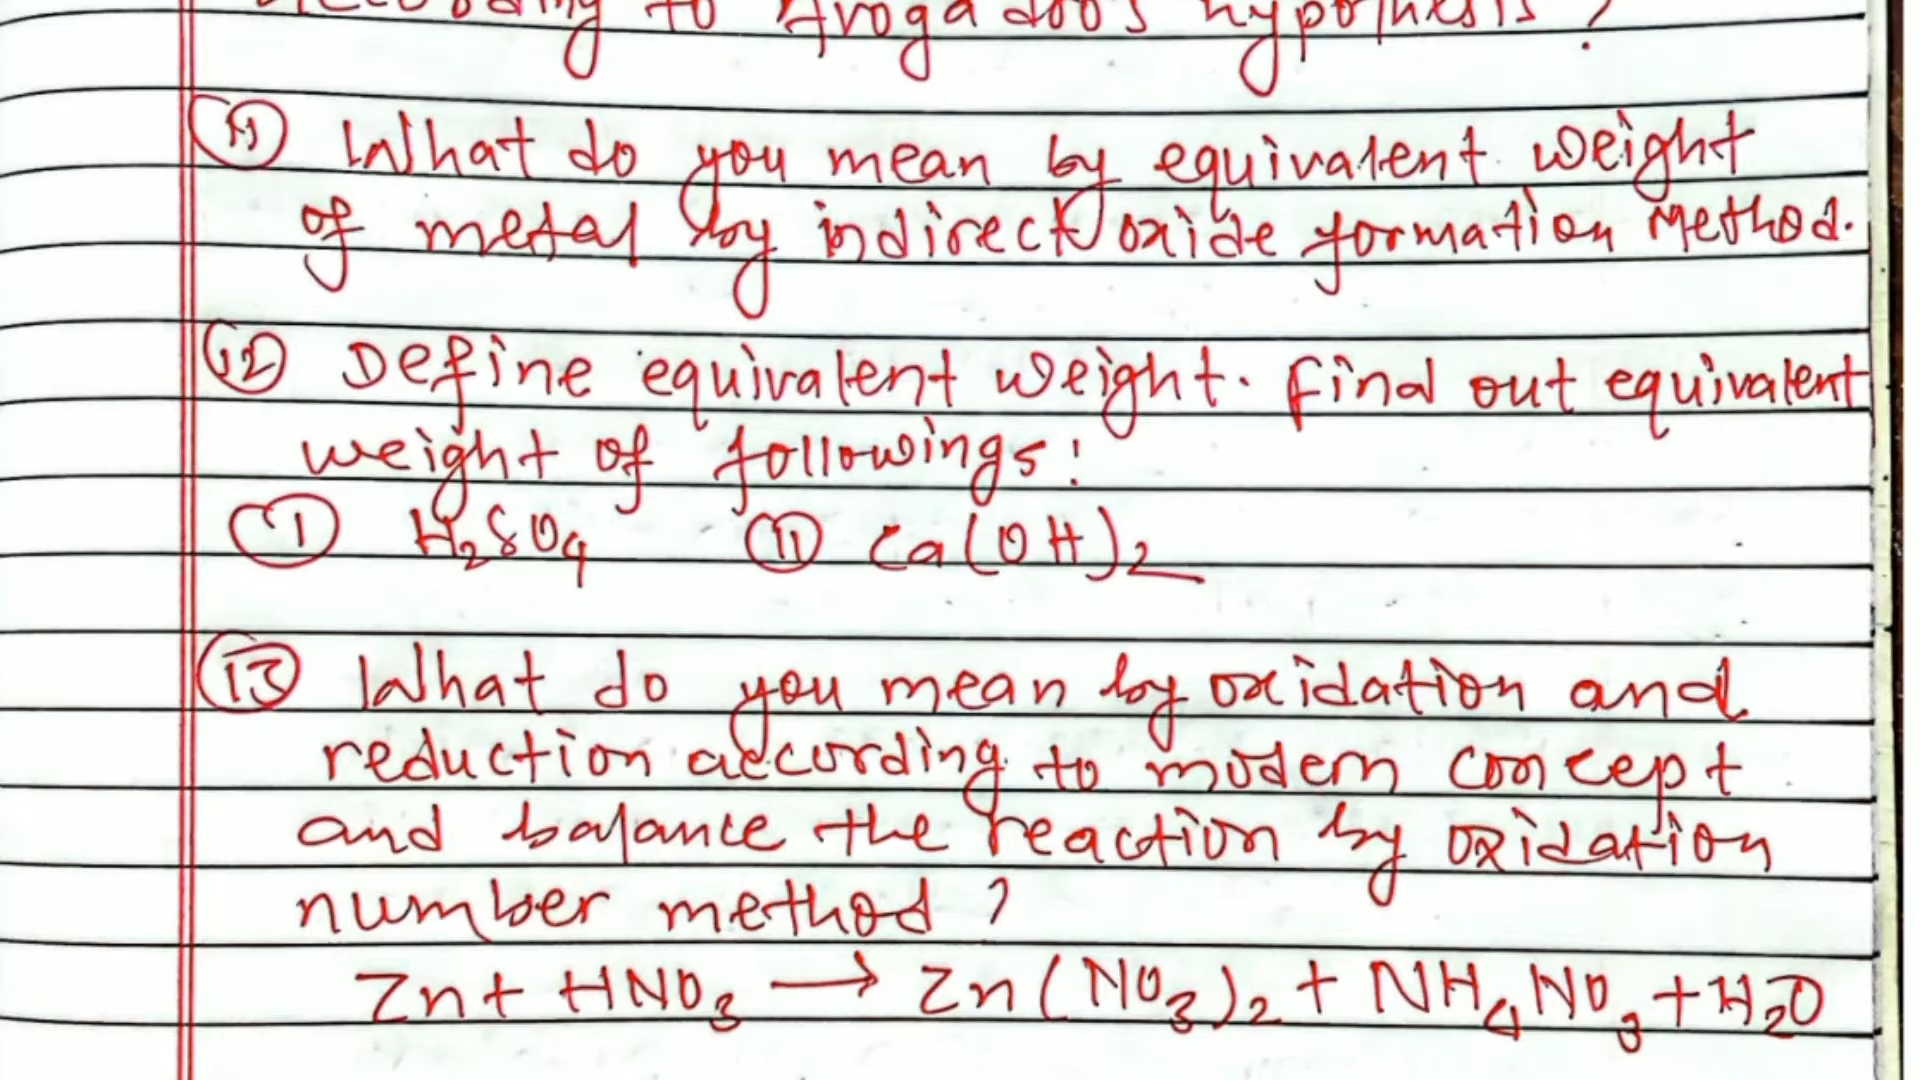 According to Avogadro's hypothesis ?
⑪ What do you mean by equivalent weight
of metal by indirect oxide formation Method.
⑫ Define equivalent weight. Find out equivalent
weight of followings:
Ⓘ H₂SO₄ Ⓘⓘ Ca(OH)₂
⑬ What do you mean by oxidation and
reduction according to modern concept
and balance the reaction by oxidation
number method ?
Zn + HNO₃ → Zn(NO₃)₂ + NH₄NO₃ + H₂O